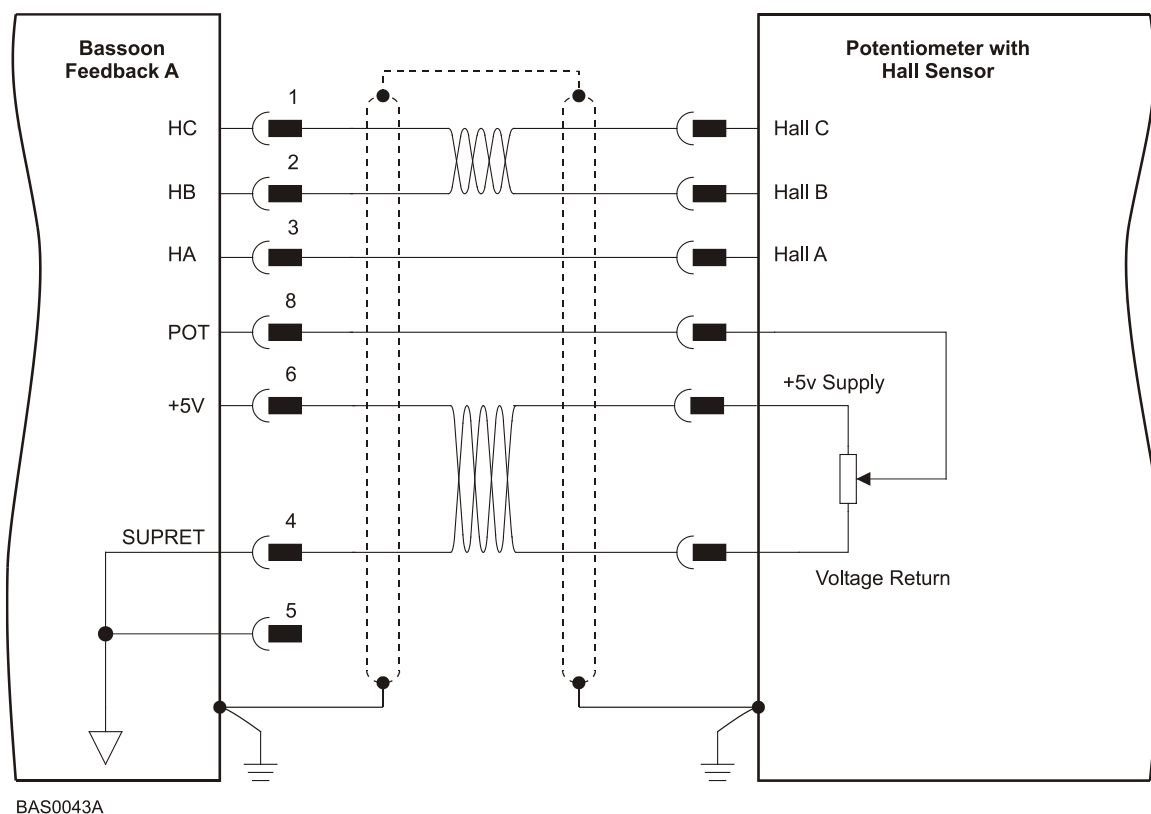 Bassoon
Feedback A
Potentiometer with
Hall Sensor
1
HC
Hall C
2
HB
Hall B
3
HA
Hall A
8
POT
6
+5v Supply
+5V
4
SUPRET
Voltage Return
5
BAS0043A